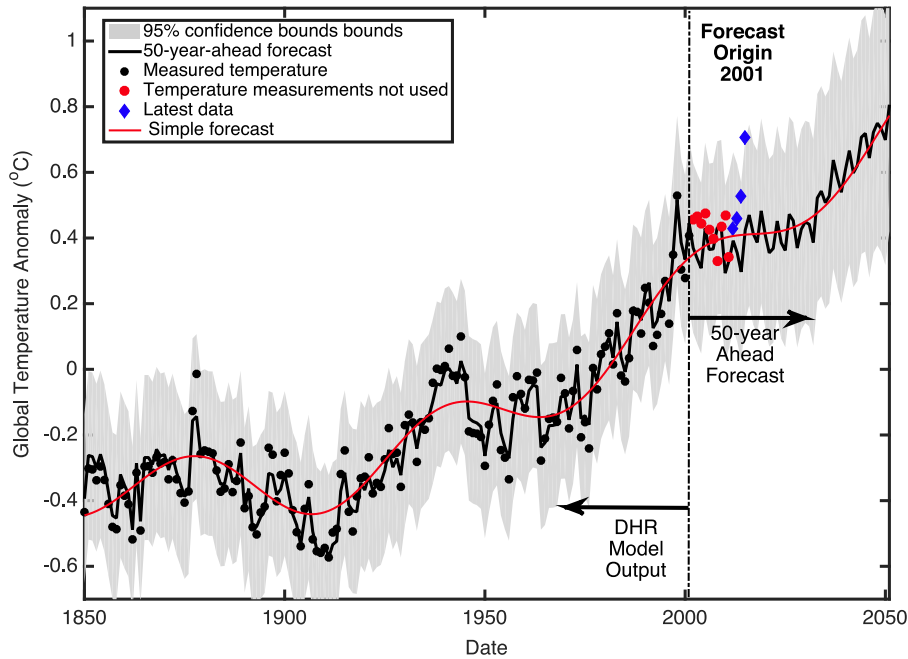 95% confidence bounds bounds
50-year-ahead forecast
Measured temperature
Temperature measurements not used
Latest data
Simple forecast
Forecast
Origin
2001
1
0.8
0.6
0.4
0.2
0
-0.2
-0.4
-0.6
Global Temperature Anomaly (°C)
50-year
Ahead
Forecast
DHR
Model
Output
1850
1900
1950
2000
2050
Date